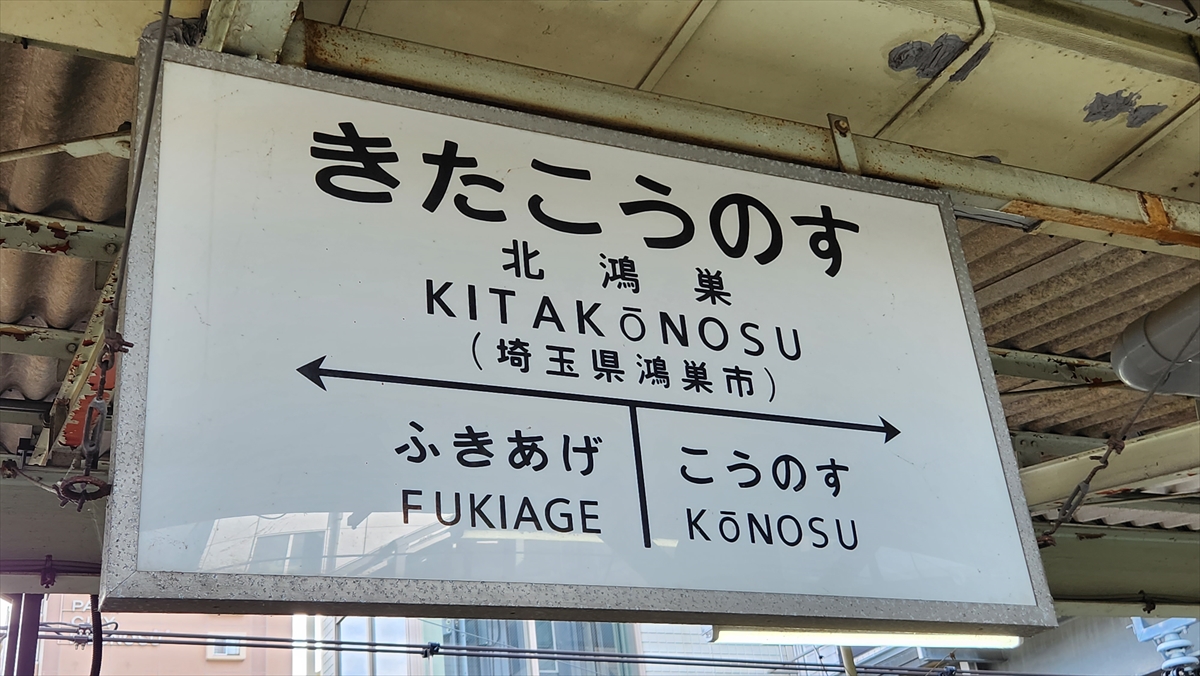 きたこうのす
北鴻巣
KITAKŌNOSU
(埼玉県鴻巣市)
ふきあげ こうのす
FUKIAGE KŌNOSU